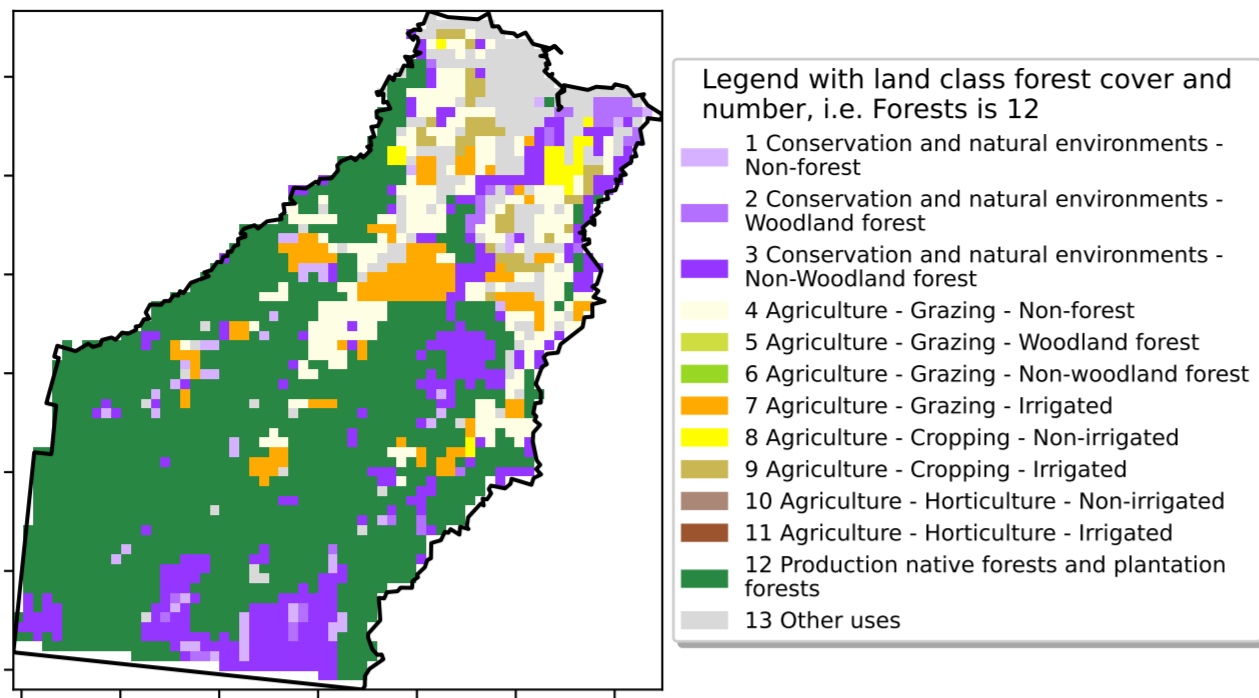 Legend with land class forest cover and
number, i.e. Forests is 12
1 Conservation and natural environments -
Non-forest
2 Conservation and natural environments -
Woodland forest
3 Conservation and natural environments -
Non-Woodland forest
4 Agriculture - Grazing - Non-forest
5 Agriculture - Grazing - Woodland forest
6 Agriculture - Grazing - Non-woodland forest
7 Agriculture - Grazing - Irrigated
8 Agriculture - Cropping - Non-irrigated
9 Agriculture - Cropping - Irrigated
10 Agriculture - Horticulture - Non-irrigated
11 Agriculture - Horticulture - Irrigated
12 Production native forests and plantation
forests
13 Other uses